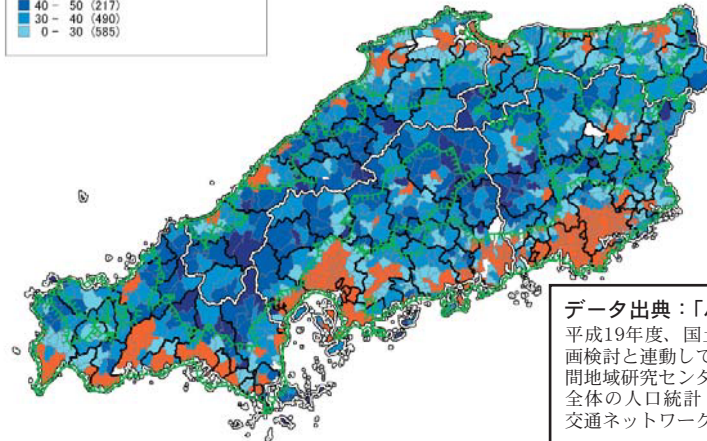 40 - 50 (217)
30 - 40 (490)
0 - 30 (585)
データ出典：「
平成19年度、国土
画検討と連動して
間地域研究センタ
全体の人口統計
交通ネットワーク